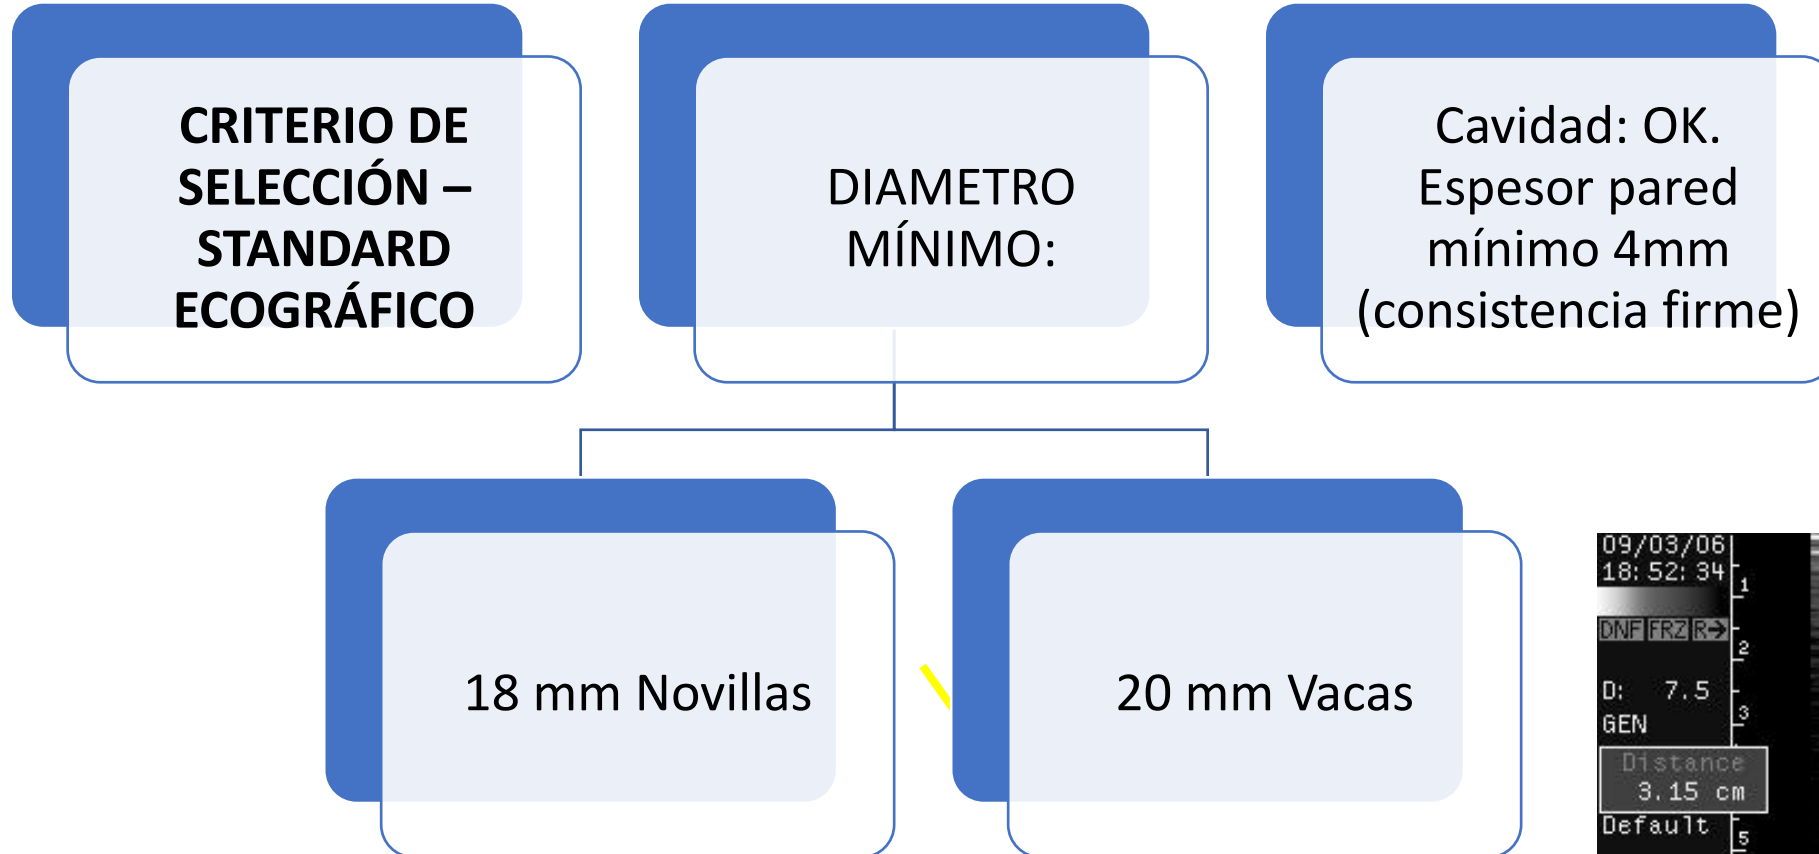 CRITERIO DE
SELECCIÓN –
STANDARD
ECOGRÁFICO
DIAMETRO
MÍNIMO:
Cavidad: OK.
Espesor pared
mínimo 4mm
(consistencia firme)
18 mm Novillas
20 mm Vacas
09/03/06
18:52:34
1
DNF FRZ R→
2
D: 7.5
3
GEN
Distance
3.15 cm
Default
5